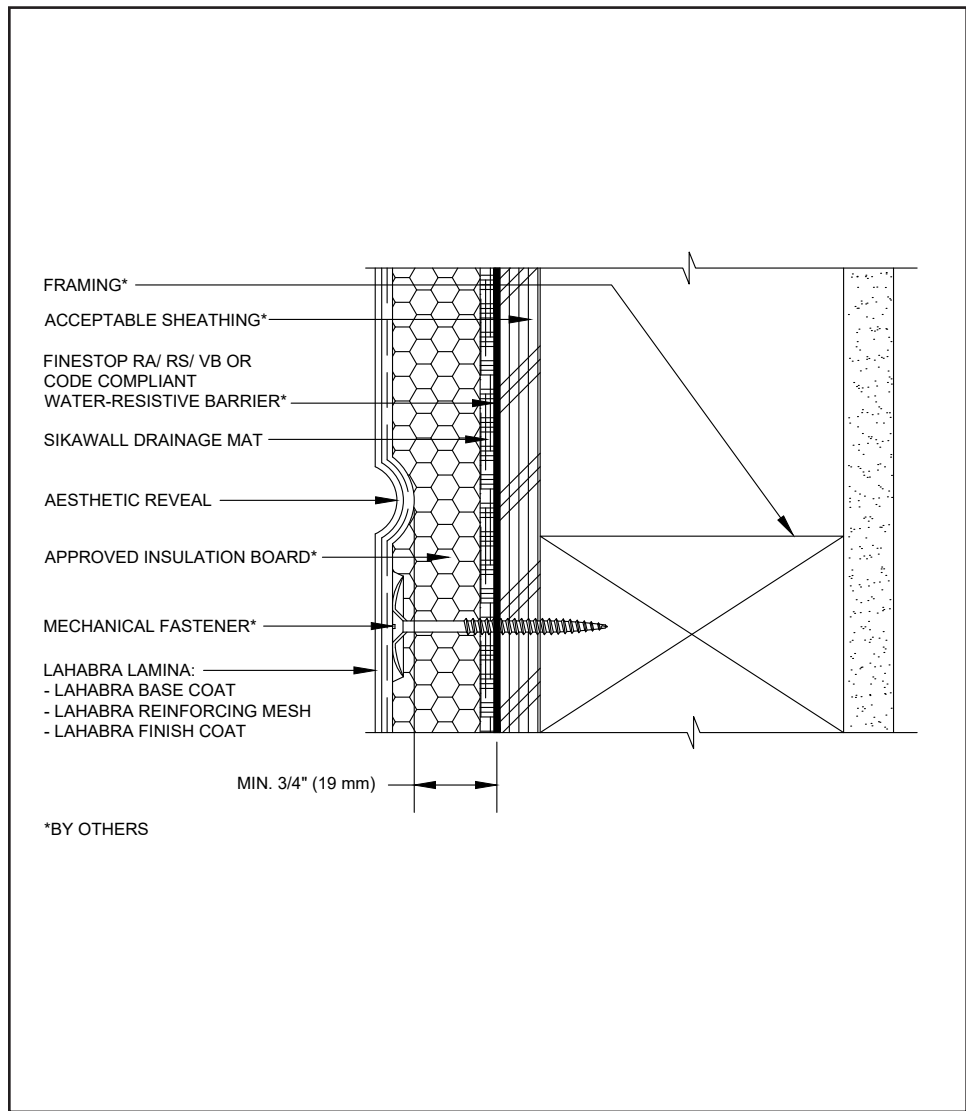 FRAMING*
ACCEPTABLE SHEATHING*
FINESTOP RA/ RS/ VB OR
CODE COMPLIANT
WATER-RESISTIVE BARRIER*
SIKAWALL DRAINAGE MAT
AESTHETIC REVEAL
APPROVED INSULATION BOARD*
MECHANICAL FASTENER*
LAHABRA LAMINA:
- LAHABRA BASE COAT
- LAHABRA REINFORCING MESH
- LAHABRA FINISH COAT
MIN. 3/4" (19 mm)
*BY OTHERS